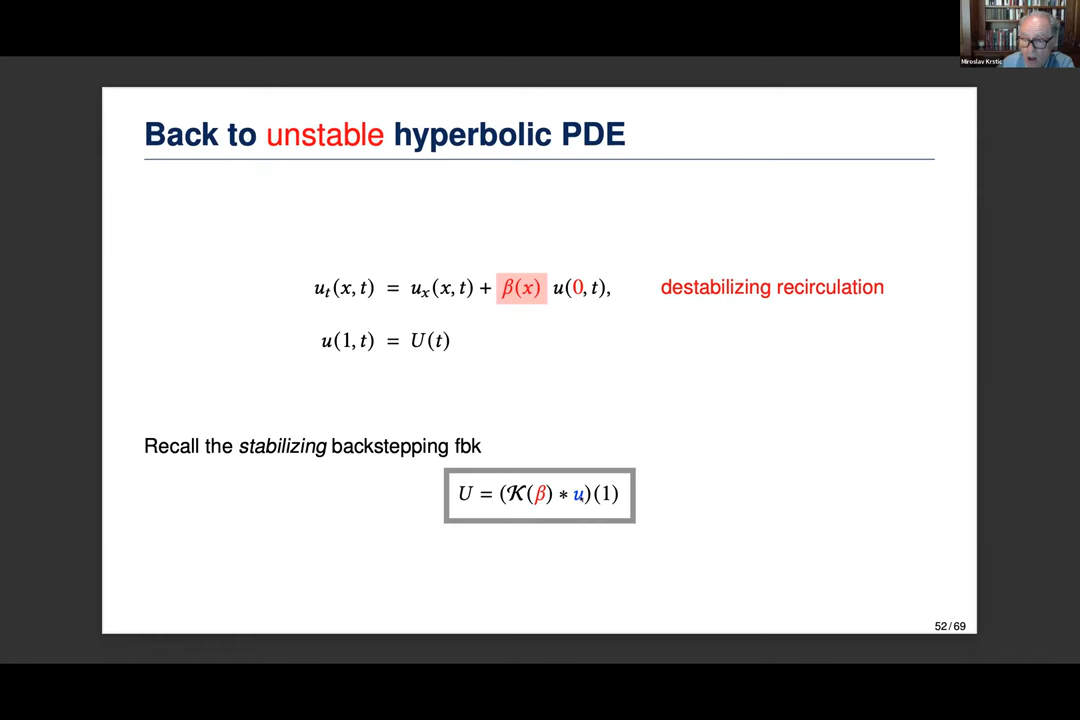 Miroslav Krstic
Back to unstable hyperbolic PDE
uₜ(x, t) = uₓ(x, t) + β(x) u(0, t), destabilizing recirculation
u(1, t) = U(t)
Recall the stabilizing backstepping fbk
U = (𝒦(β) ∗ u)(1)
52 / 69